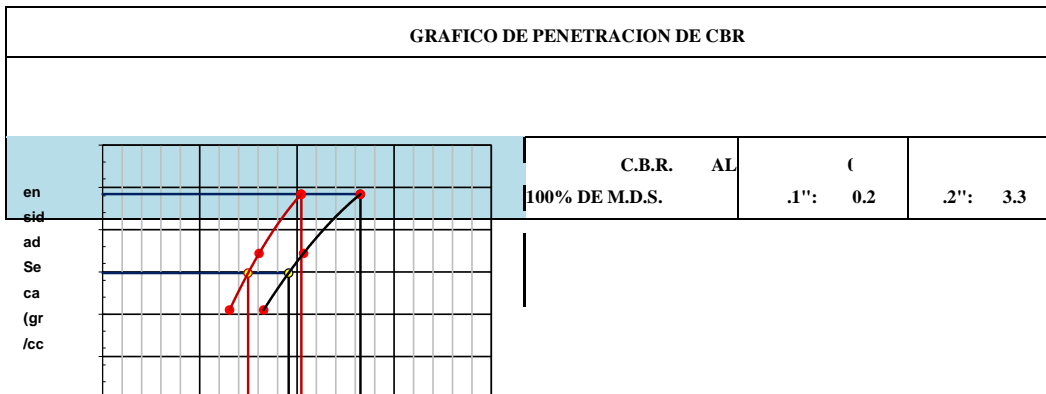 GRAFICO DE PENETRACION DE CBR
C.B.R. AL
100% DE M.D.S.
(
.1": 0.2
.2": 3.3
en
sid
ad
Se
ca
(gr
/cc